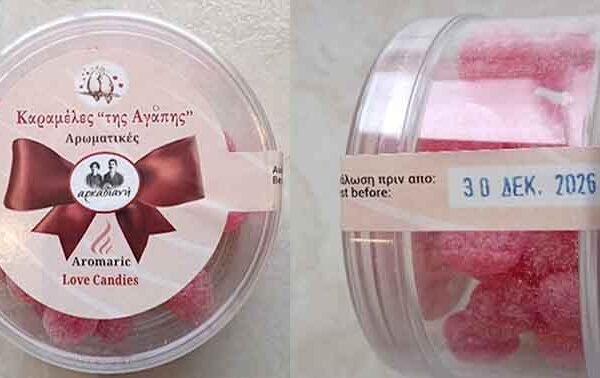 Καραμέλες “της Αγάπης”
Αρωματικές
αρκαδιανή
Aromaric
Love Candies
άλωση πριν απο:
st before:
30 ΔΕΚ. 2026